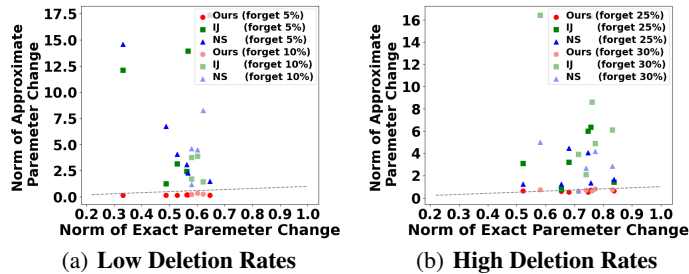 17.5
15.0
12.5
10.0
7.5
5.0
2.5
0.0
Norm of Approximate
Paremeter Change
Ours (forget 5%)
IJ (forget 5%)
NS (forget 5%)
Ours (forget 10%)
IJ (forget 10%)
NS (forget 10%)
0.2 0.3 0.4 0.5 0.6 0.7 0.8 0.9 1.0
Norm of Exact Paremeter Change
(a) Low Deletion Rates
16
14
12
10
8
6
4
2
0
Norm of Approximate
Paremeter Change
Ours (forget 25%)
IJ (forget 25%)
NS (forget 25%)
Ours (forget 30%)
IJ (forget 30%)
NS (forget 30%)
0.2 0.3 0.4 0.5 0.6 0.7 0.8 0.9 1.0
Norm of Exact Paremeter Change
(b) High Deletion Rates